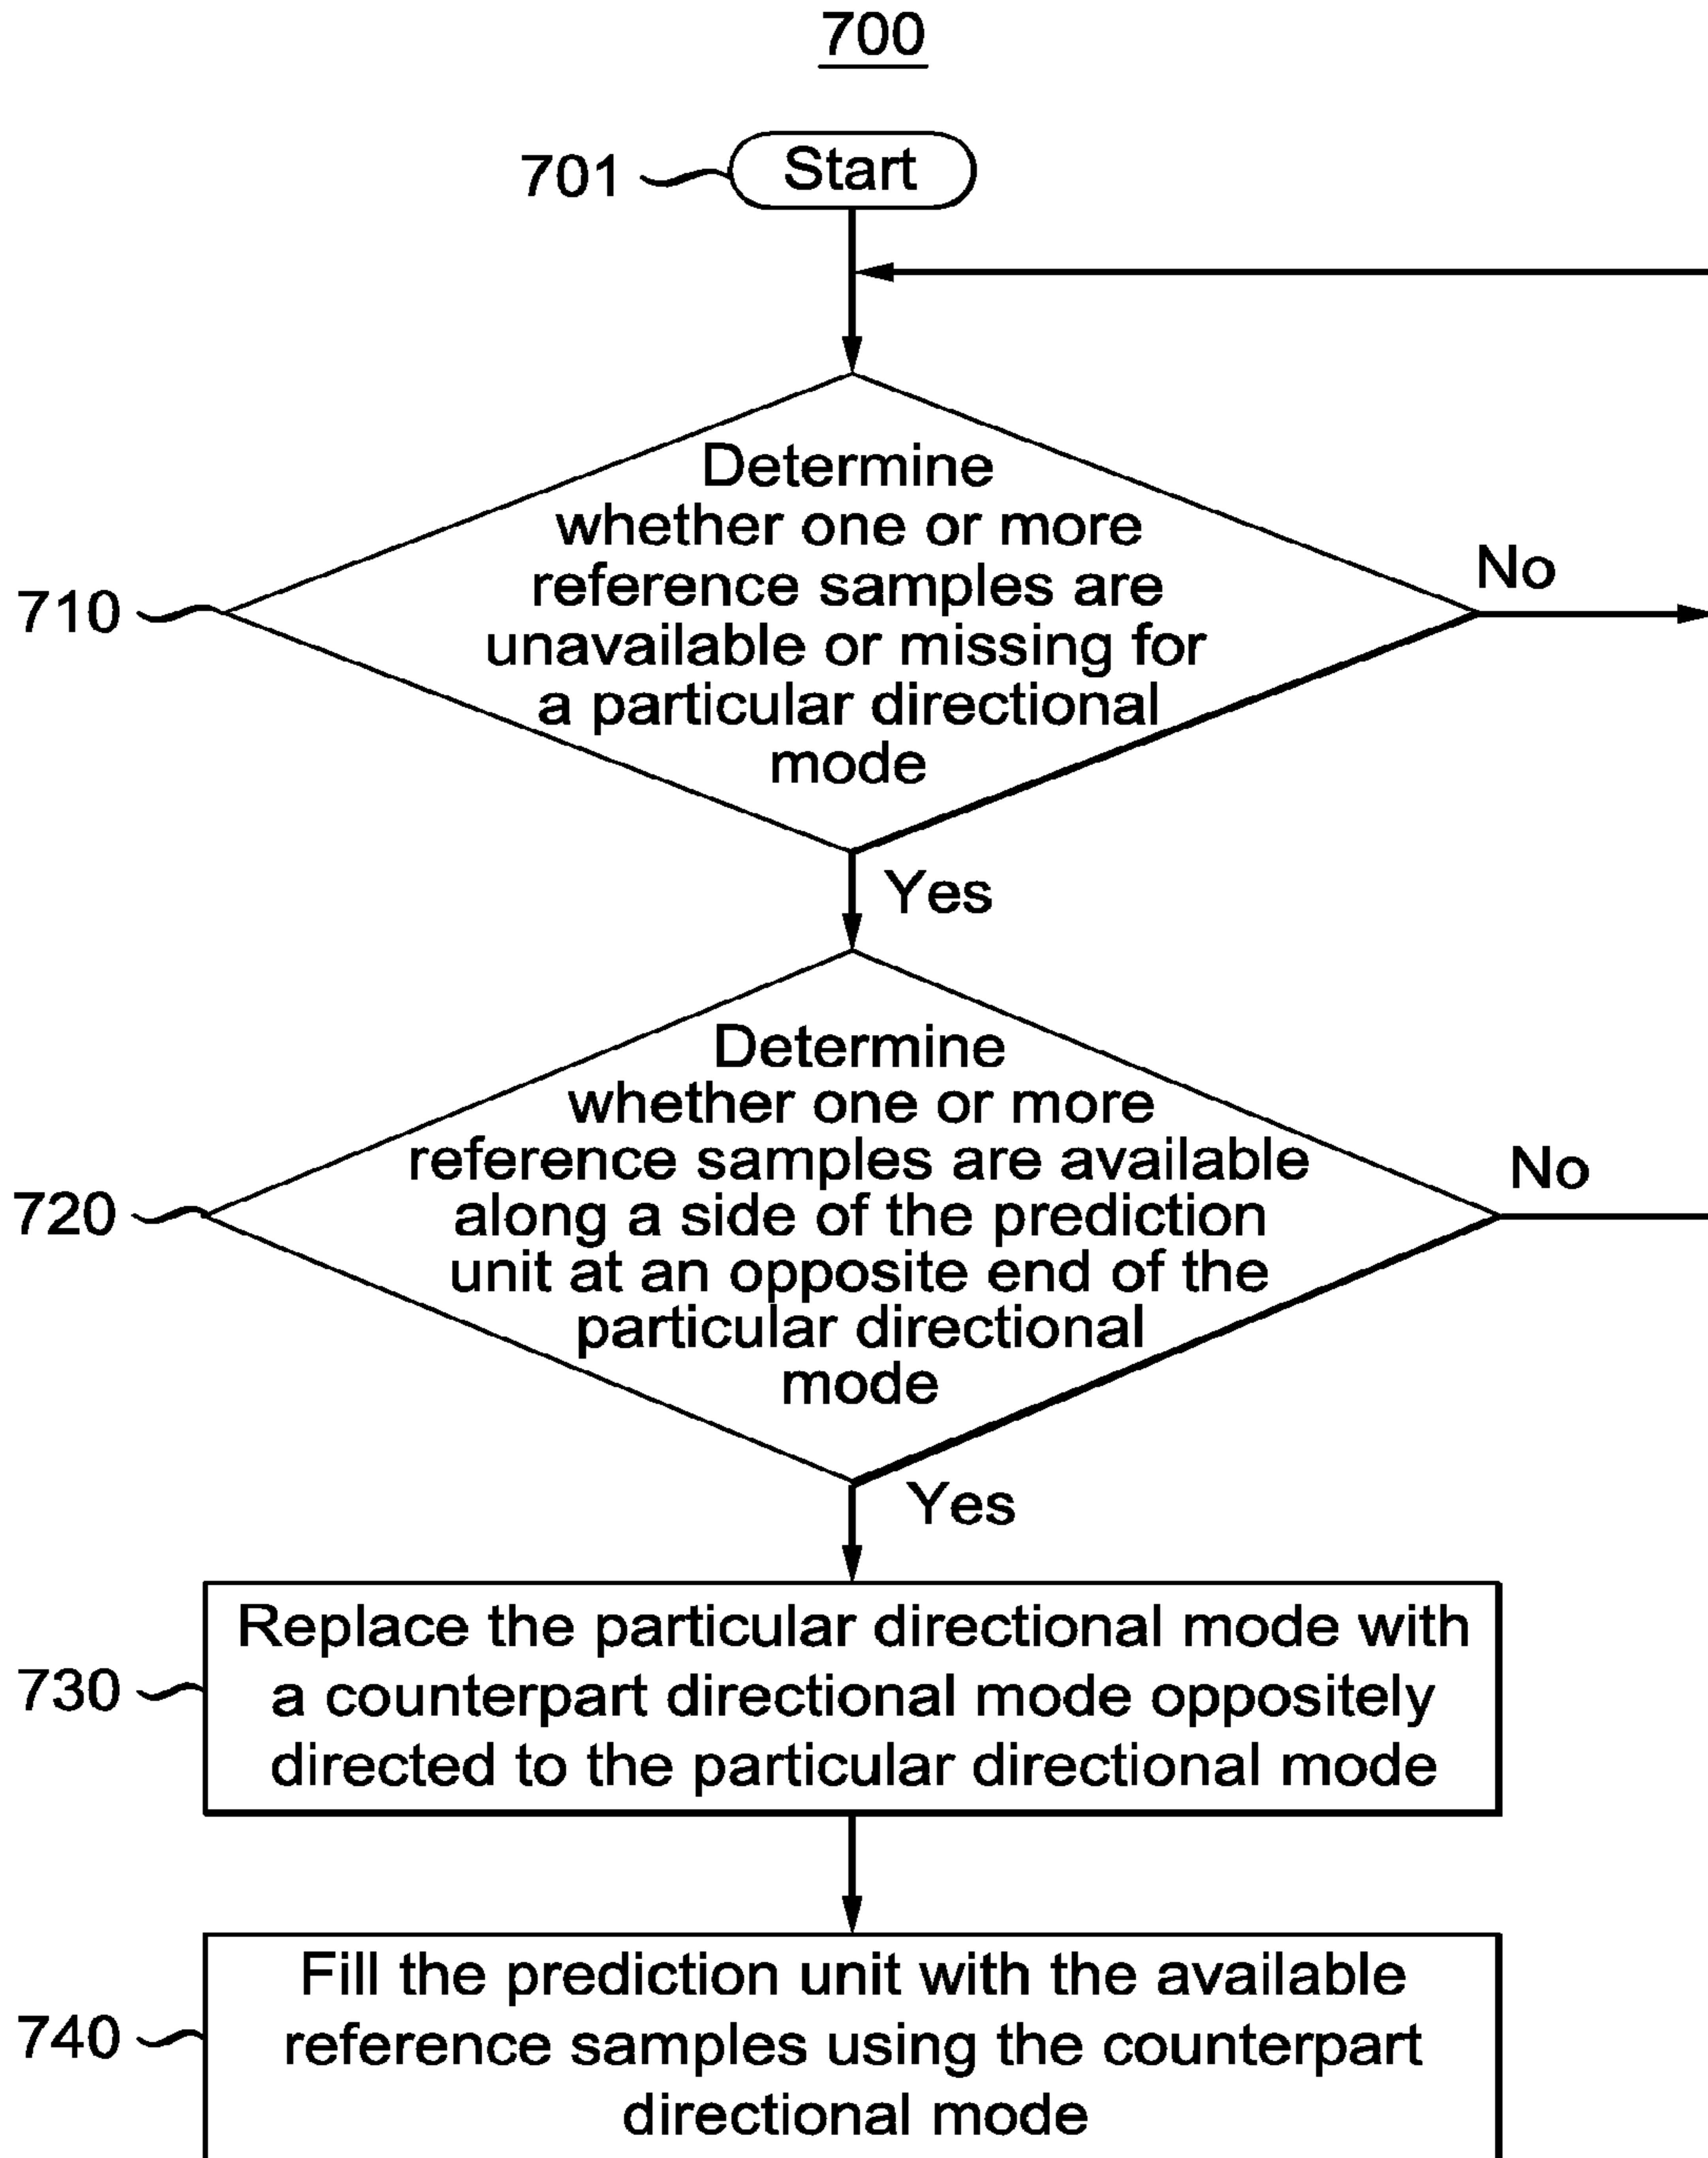 700
701
Start
Determine
whether one or more
reference samples are
unavailable or missing for
a particular directional
mode
710
No
Yes
Determine
whether one or more
reference samples are available
along a side of the prediction
unit at an opposite end of the
particular directional
mode
720
No
Yes
Replace the particular directional mode with
a counterpart directional mode oppositely
directed to the particular directional mode
730
Fill the prediction unit with the available
reference samples using the counterpart
directional mode
740